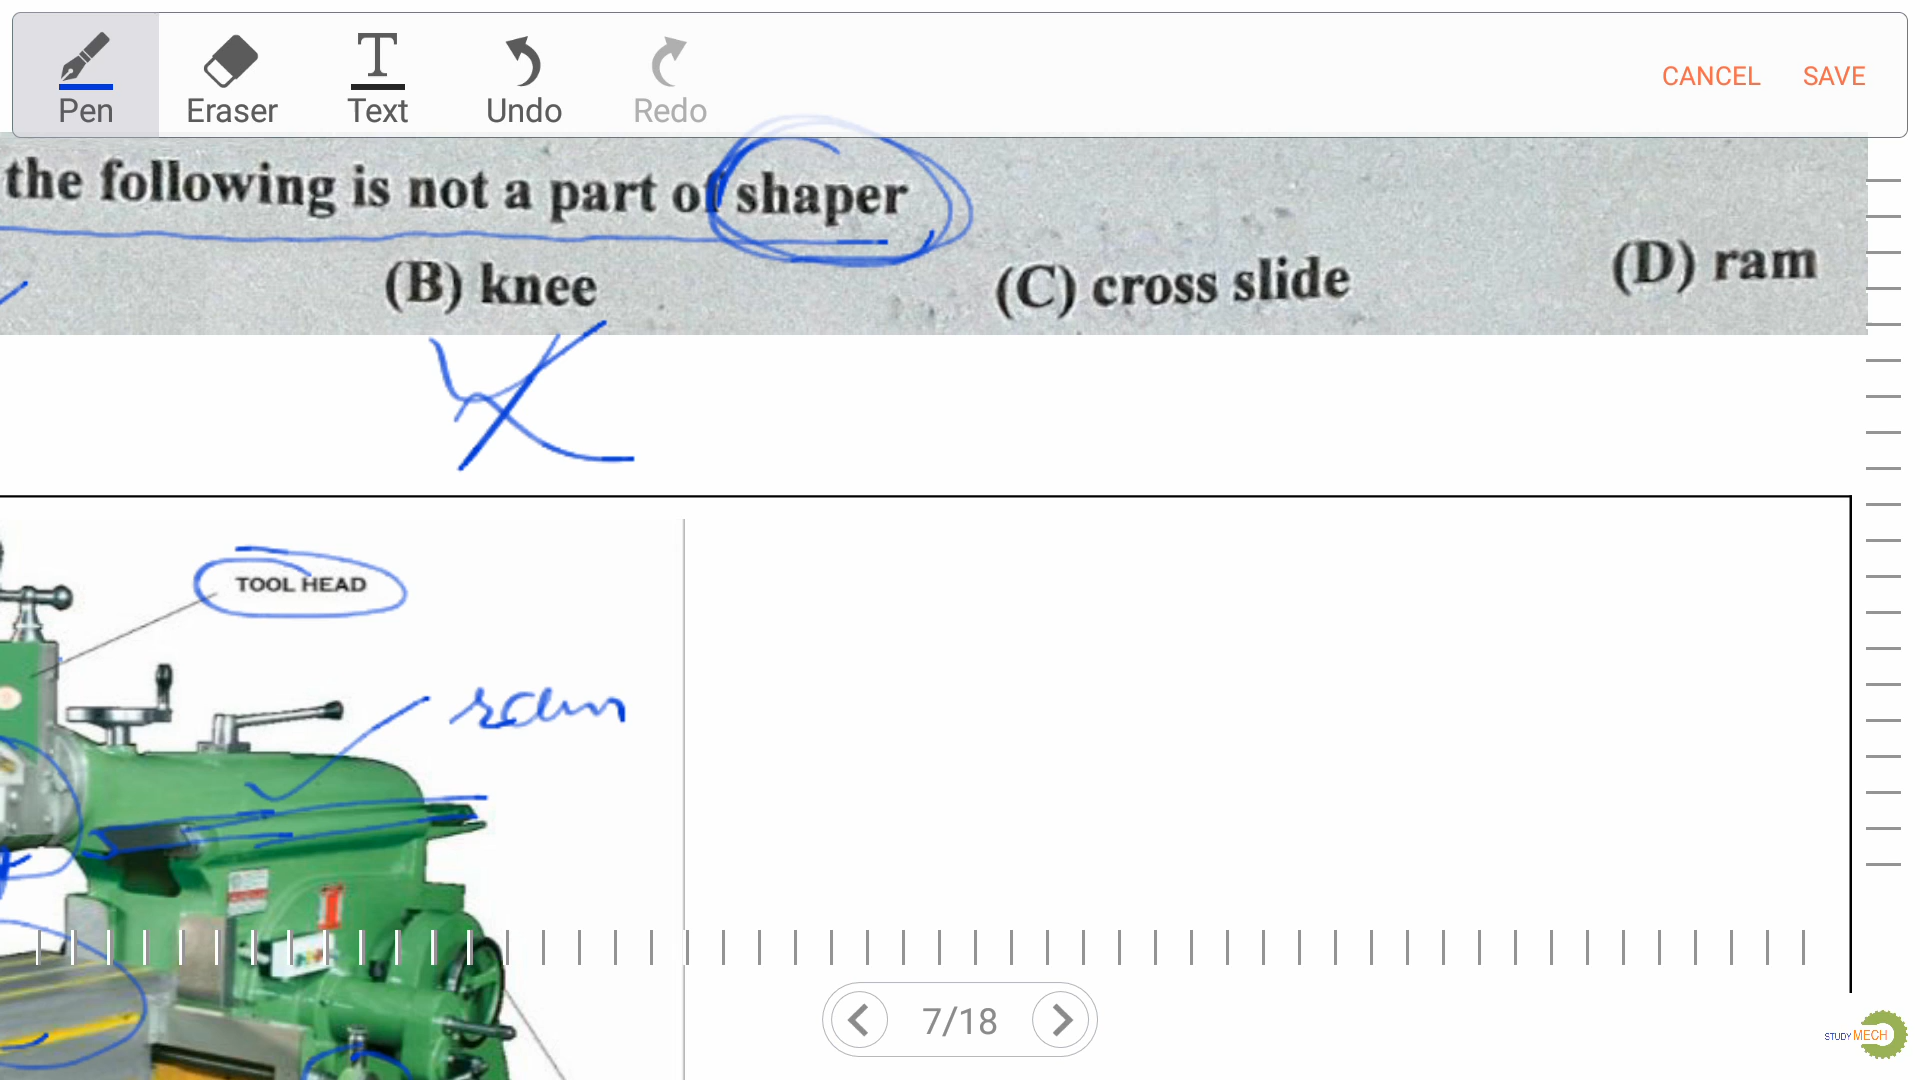 Pen Eraser Text Undo Redo CANCEL SAVE
the following is not a part of shaper
(B) knee (C) cross slide (D) ram
TOOL HEAD
ram
7/18
STUDY MECH